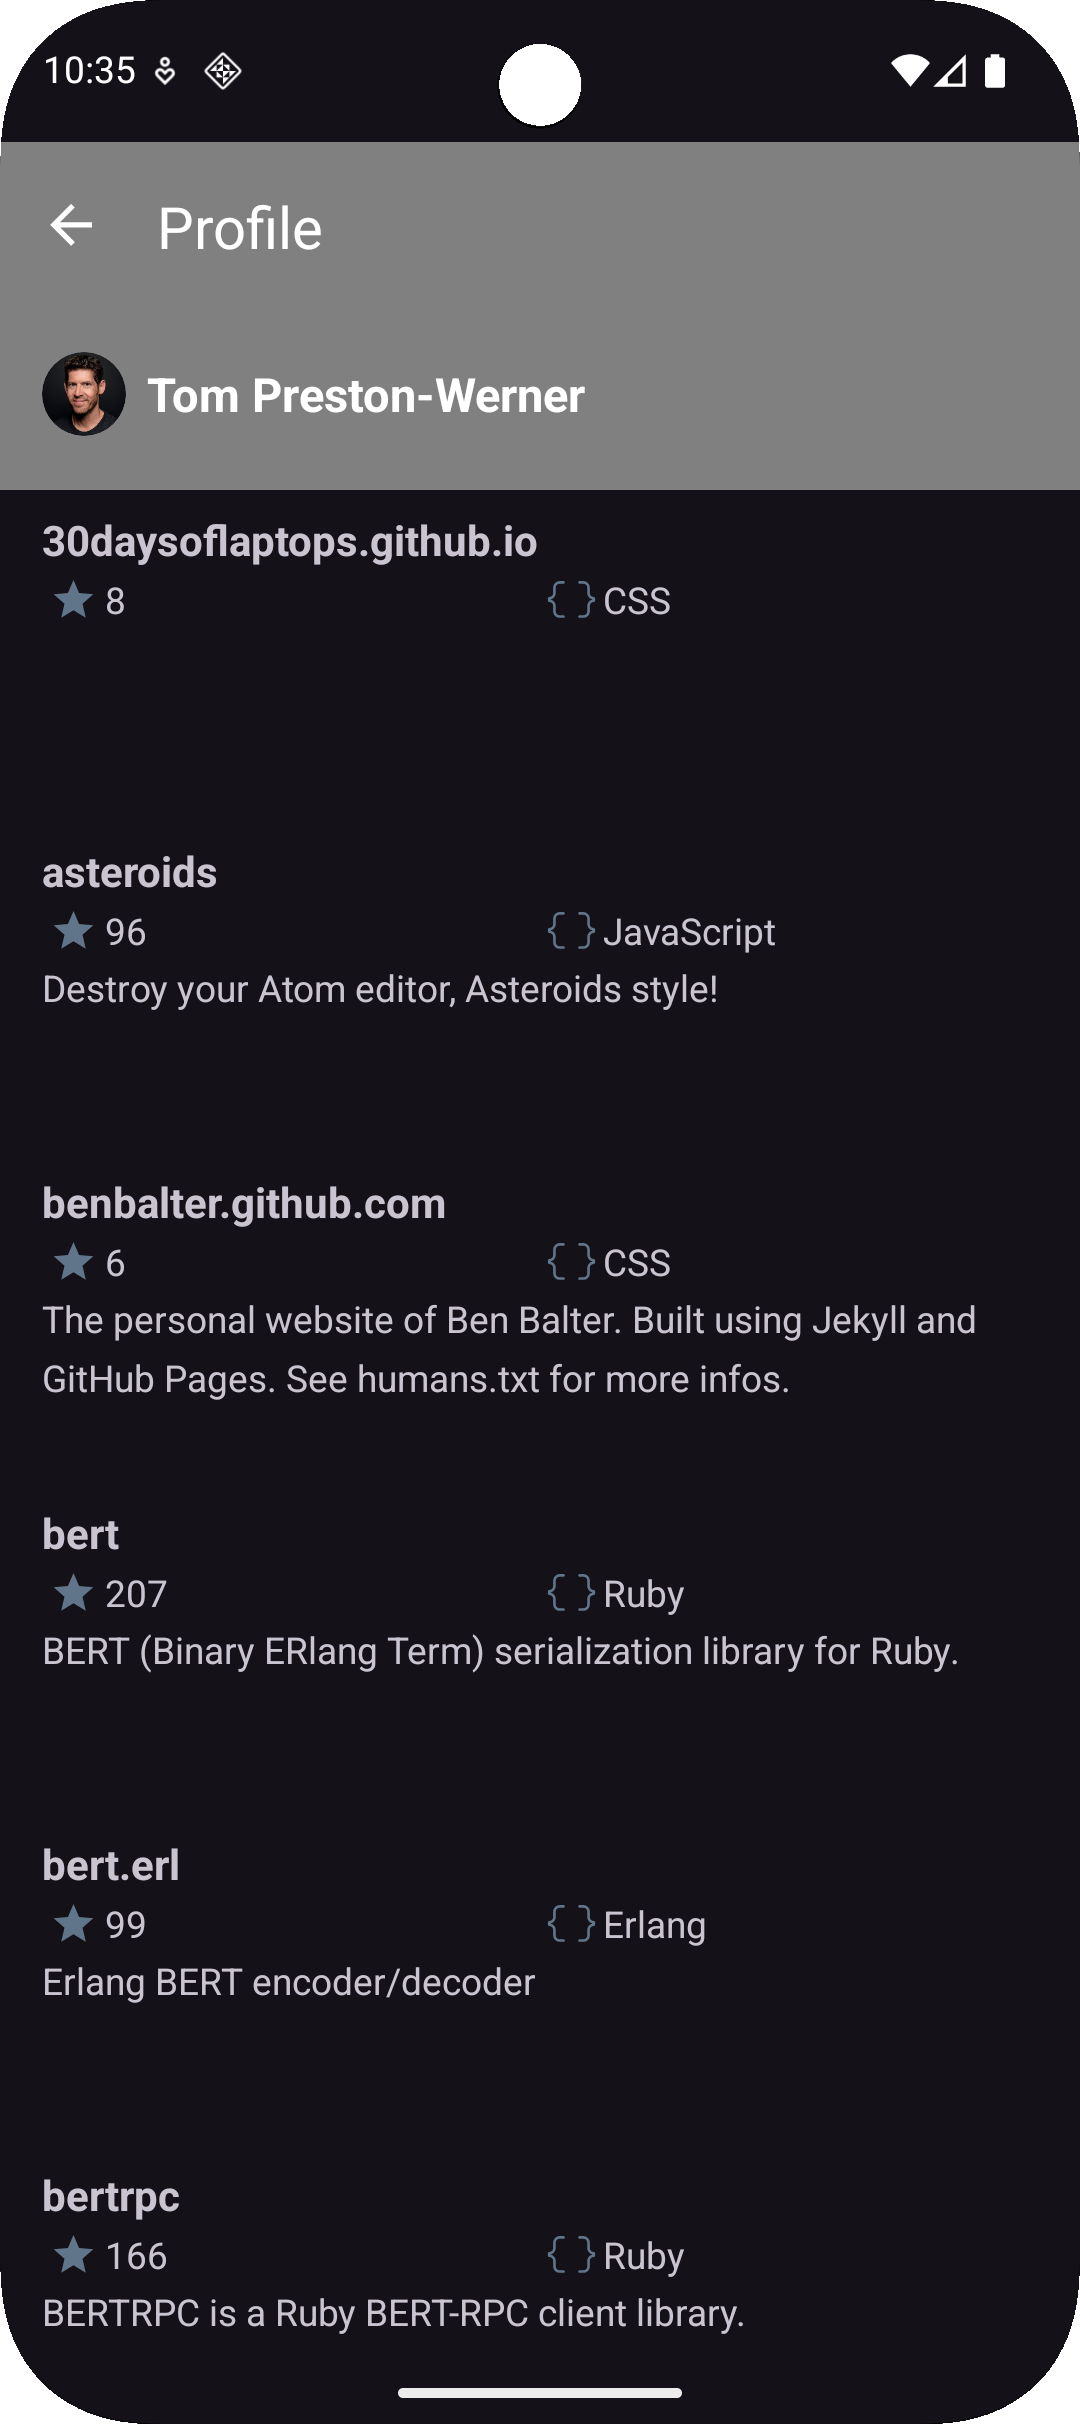 10:35
Profile
Tom Preston-Werner
30daysoflaptops.github.io
8 {} CSS
asteroids
96 {} JavaScript
Destroy your Atom editor, Asteroids style!
benbalter.github.com
6 {} CSS
The personal website of Ben Balter. Built using Jekyll and
GitHub Pages. See humans.txt for more infos.
bert
207 {} Ruby
BERT (Binary ERlang Term) serialization library for Ruby.
bert.erl
99 {} Erlang
Erlang BERT encoder/decoder
bertrpc
166 {} Ruby
BERTRPC is a Ruby BERT-RPC client library.